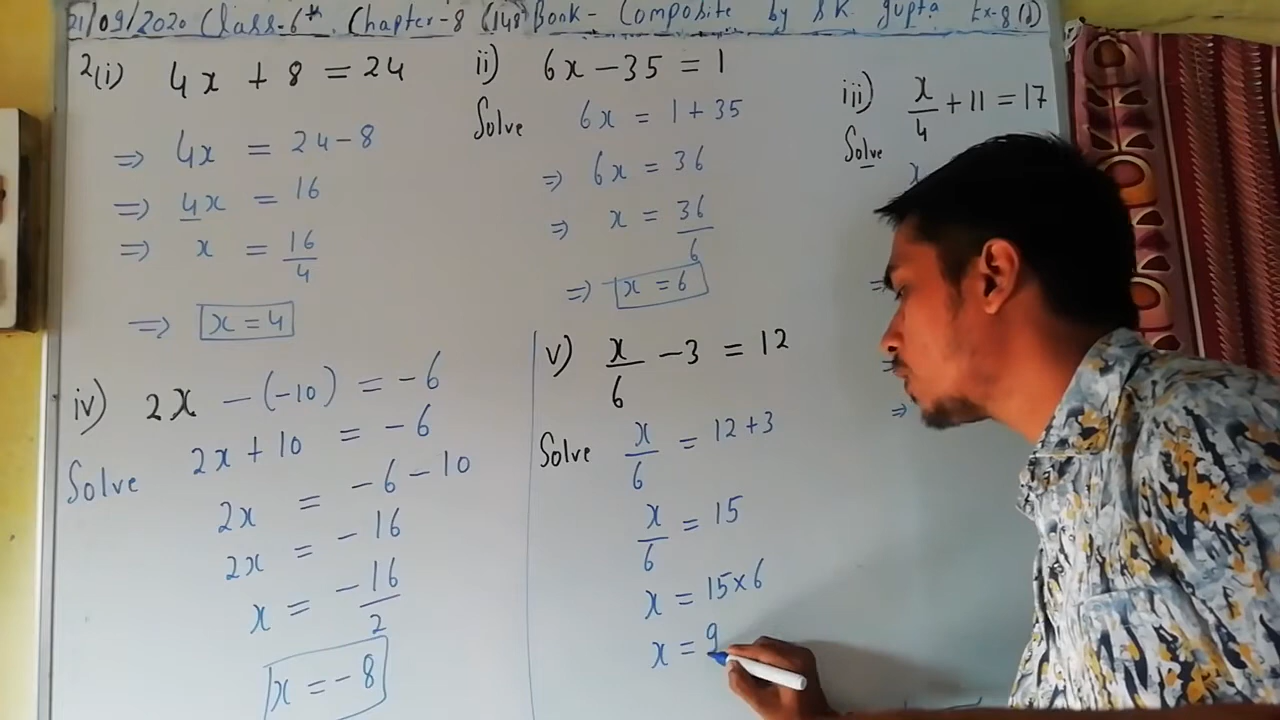 21/09/2020 Class-6th. Chapter-8 (148) Book- Composite by S.K. Gupta Ex-8(B)
2(i) 4x + 8 = 24
⇒ 4x = 24-8
⇒ 4x = 16
⇒ x = 16/4
⇒ x = 4
ii) 6x - 35 = 1
Solve 6x = 1 + 35
⇒ 6x = 36
⇒ x = 36/6
⇒ x = 6
iii) x/4 + 11 = 17
Solve
x
⇒
⇒
⇒
iv) 2x - (-10) = -6
Solve 2x + 10 = -6
2x = -6 - 10
2x = -16
x = -16/2
x = -8
v) x/6 - 3 = 12
Solve x/6 = 12 + 3
x/6 = 15
x = 15×6
x = 9